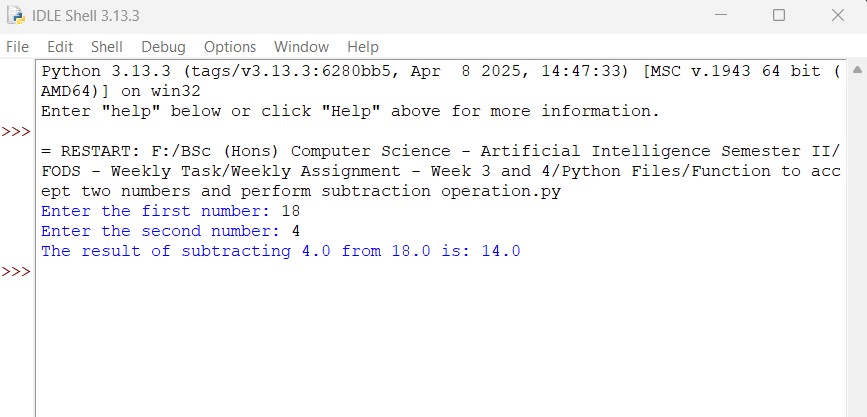 IDLE Shell 3.13.3
File Edit Shell Debug Options Window Help
Python 3.13.3 (tags/v3.13.3:6280bb5, Apr  8 2025, 14:47:33) [MSC v.1943 64 bit (
AMD64)] on win32
Enter "help" below or click "Help" above for more information.
>>>
= RESTART: F:/BSc (Hons) Computer Science - Artificial Intelligence Semester II/
FODS - Weekly Task/Weekly Assignment - Week 3 and 4/Python Files/Function to acc
ept two numbers and perform subtraction operation.py
Enter the first number: 18
Enter the second number: 4
The result of subtracting 4.0 from 18.0 is: 14.0
>>>